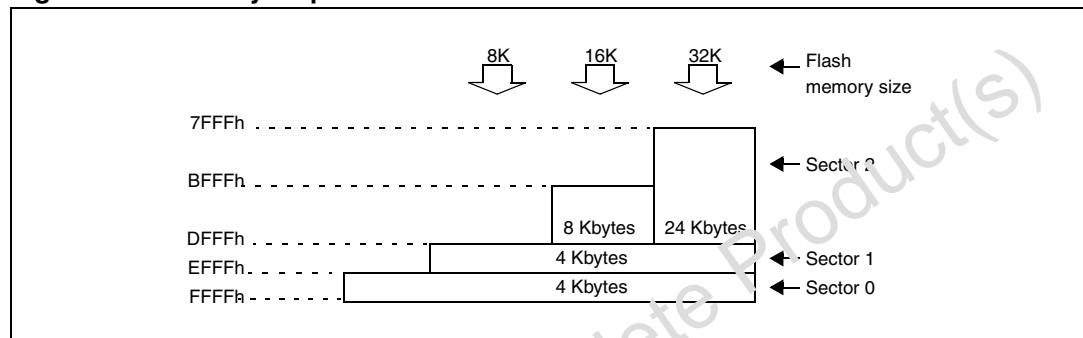 8K 16K 32K
Flash
memory size
7FFFh
Sector 2
BFFFh
8 Kbytes 24 Kbytes
DFFFh
4 Kbytes
Sector 1
EFFFh
4 Kbytes
Sector 0
FFFFh
Product(s)